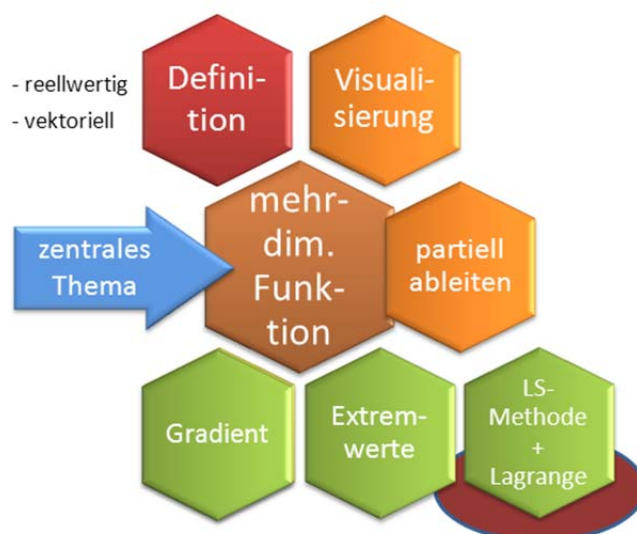 - reellwertig
- vektoriell
Defini-
tion
Visuali-
sierung
zentrales
Thema
mehr-
dim.
Funk-
tion
partiell
ableiten
Gradient
Extrem-
werte
LS-
Methode
+
Lagrange